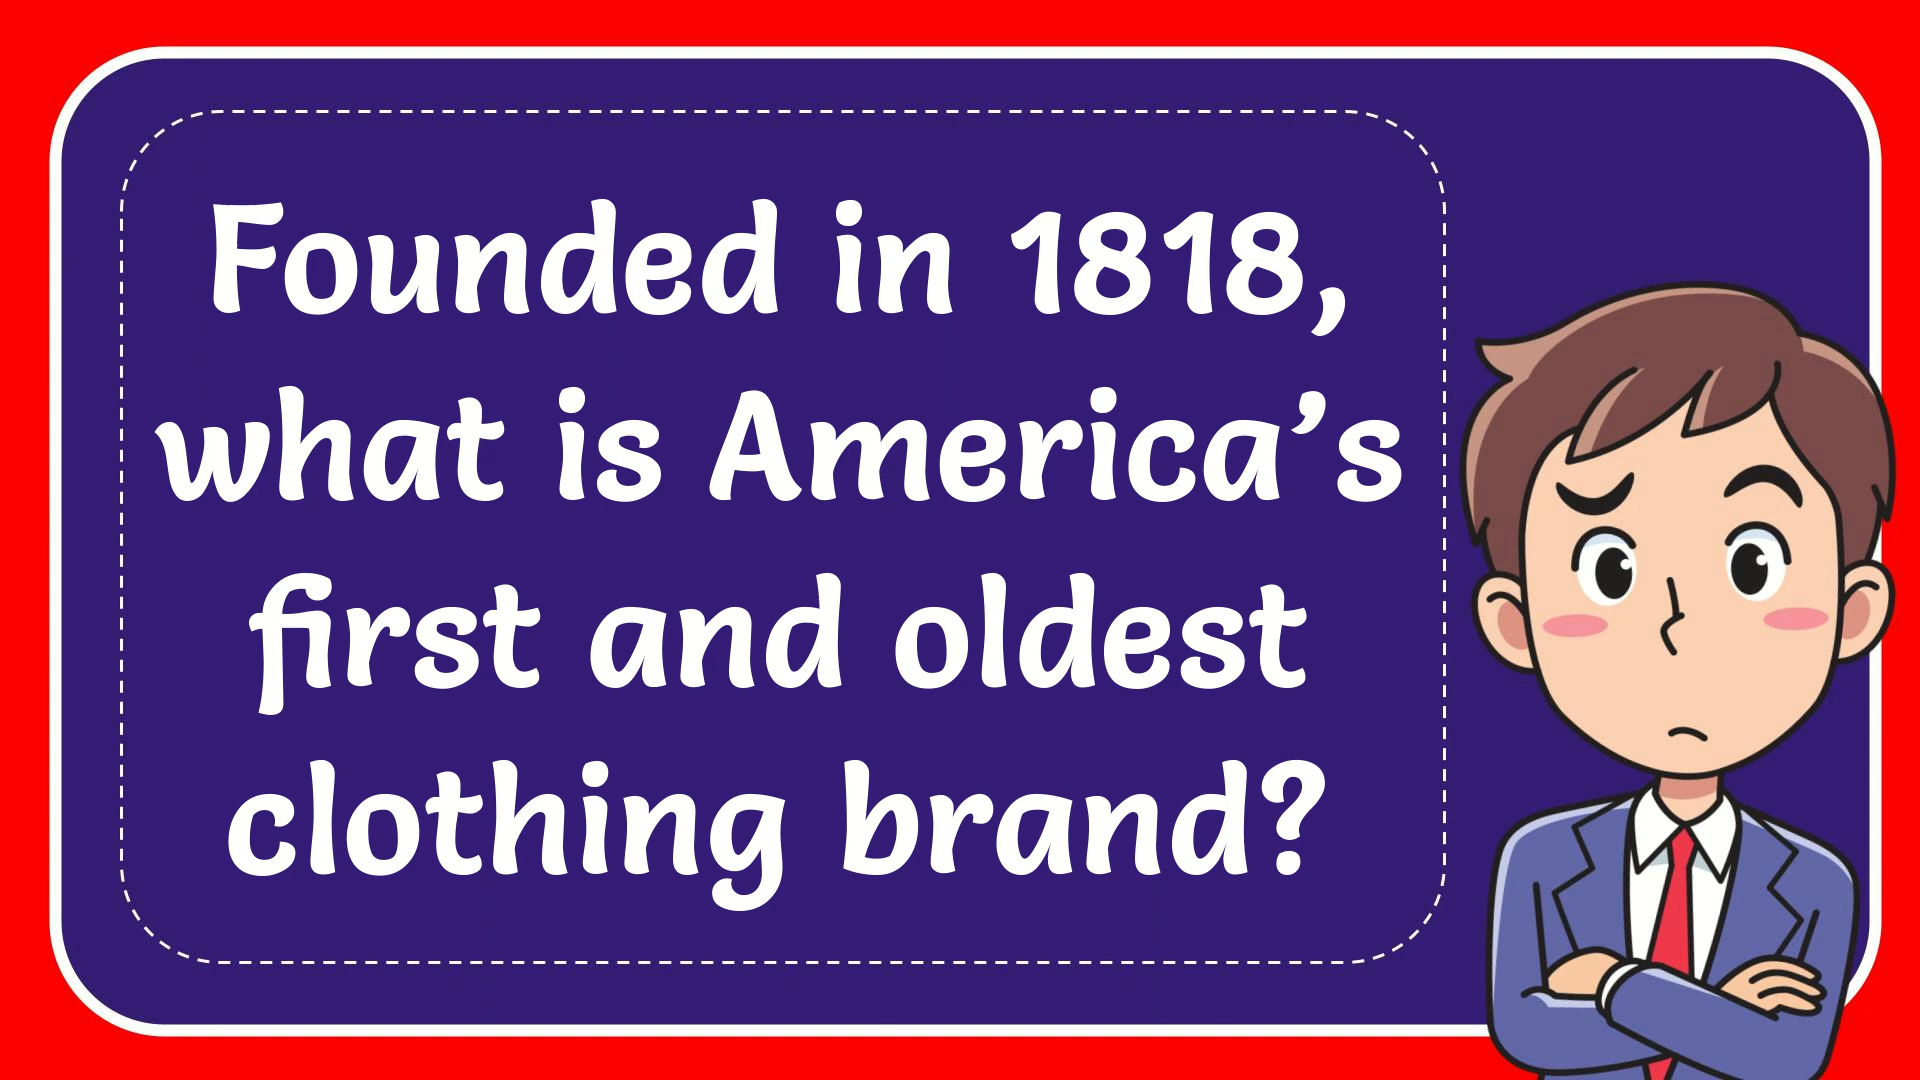 Founded in 1818,
what is America’s
first and oldest
clothing brand?